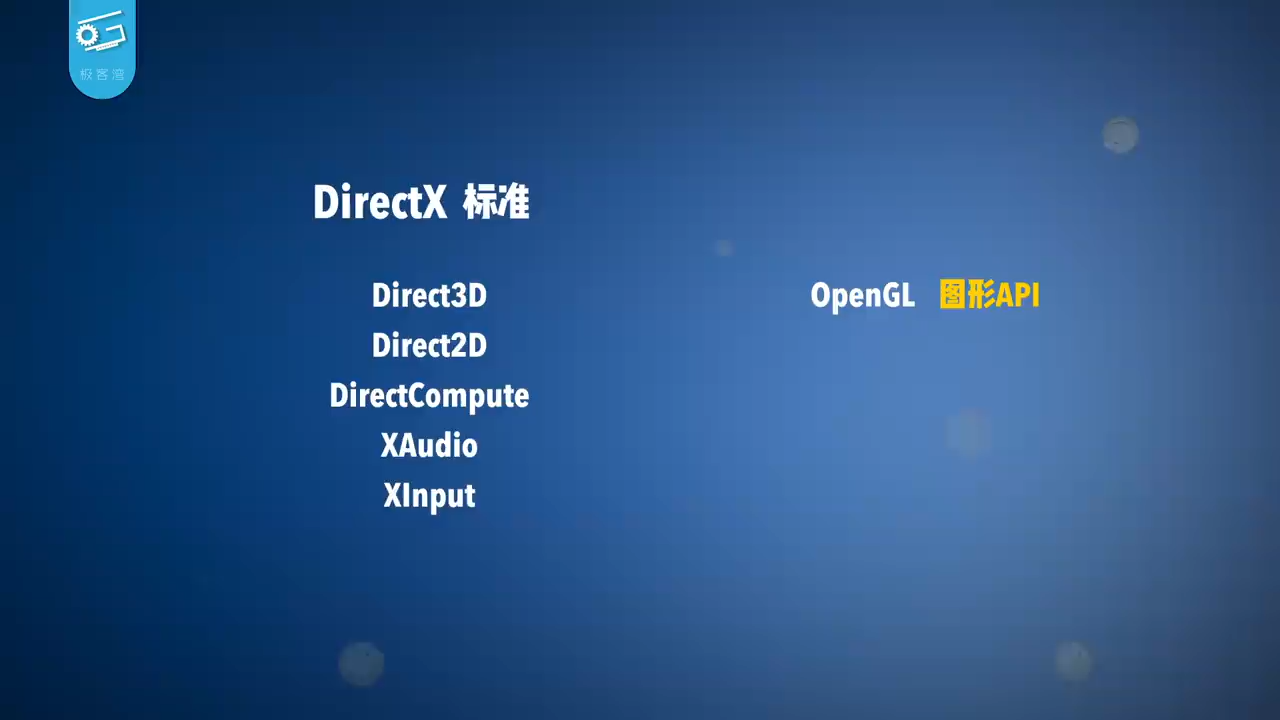 极客湾
DirectX 标准
Direct3D
Direct2D
DirectCompute
XAudio
XInput
OpenGL 图形API